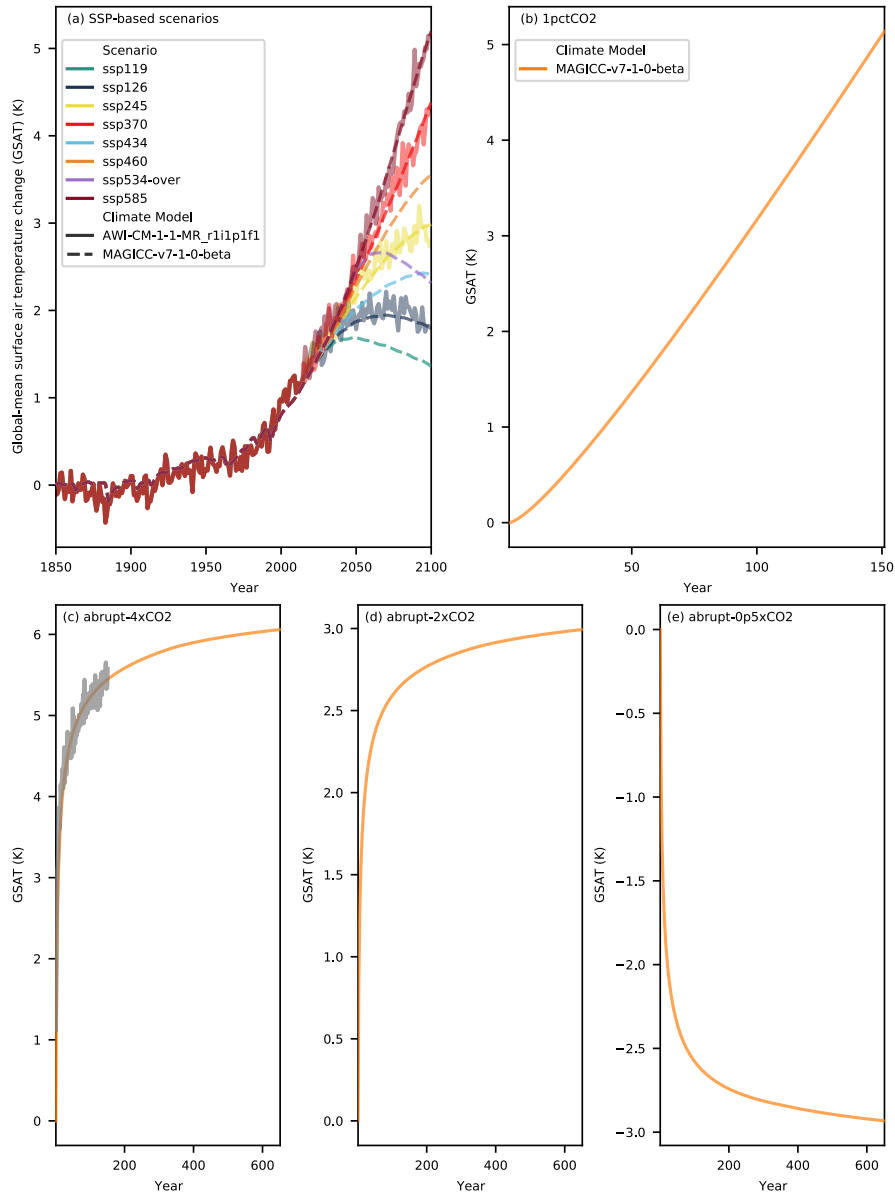 (a) SSP-based scenarios
Scenario
ssp119
ssp126
ssp245
ssp370
ssp434
ssp460
ssp534-over
ssp585
Climate Model
AWI-CM-1-1-MR_r1i1p1f1
MAGICC-v7-1-0-beta
Global-mean surface air temperature change (GSAT) (K)
5
4
3
2
1
0
1850 1900 1950 2000 2050 2100
Year
(b) 1pctCO2
Climate Model
MAGICC-v7-1-0-beta
GSAT (K)
5
4
3
2
1
0
50 100 150
Year
(c) abrupt-4xCO2
GSAT (K)
6
5
4
3
2
1
0
200 400 600
Year
(d) abrupt-2xCO2
GSAT (K)
3.0
2.5
2.0
1.5
1.0
0.5
0.0
200 400 600
Year
(e) abrupt-0p5xCO2
GSAT (K)
0.0
−0.5
−1.0
−1.5
−2.0
−2.5
−3.0
200 400 600
Year